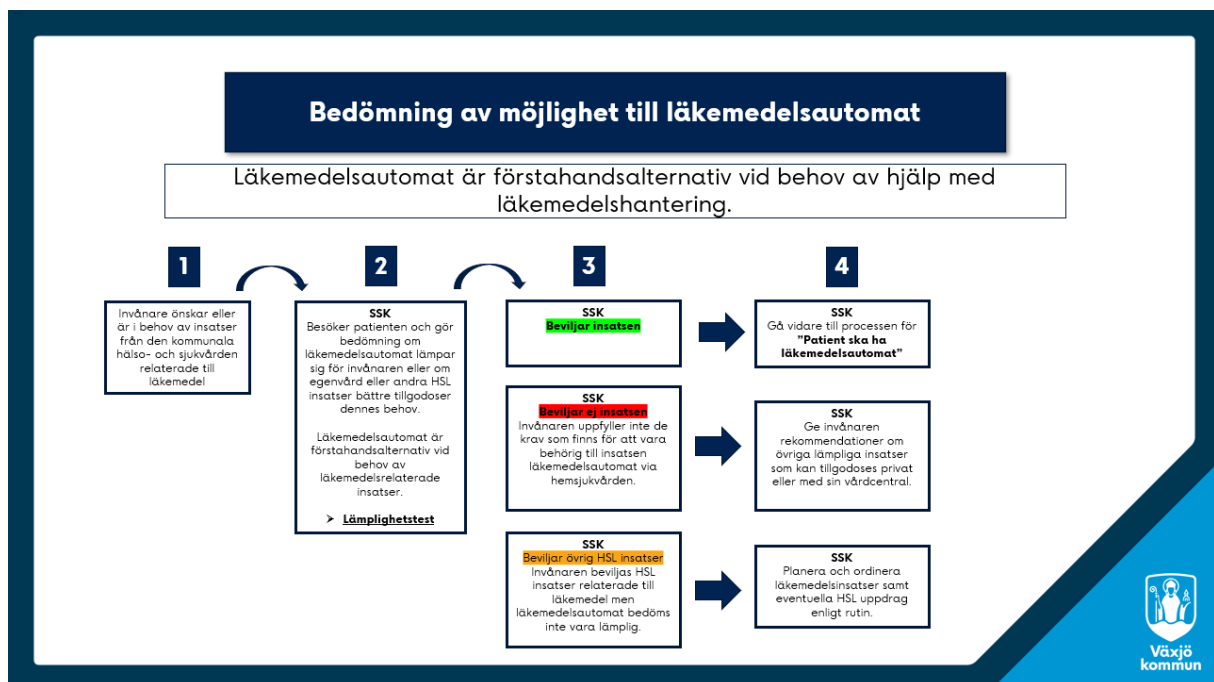 Bedömning av möjlighet till läkemedelsautomat
Läkemedelsautomat är förstahandsalternativ vid behov av hjälp med
läkemedelshantering.
1
Invånare önskar eller
är i behov av insatser
från den kommunala
hälso- och sjukvården
relaterade till
läkemedel
2
SSK
Besöker patienten och gör
bedömning om
läkemedelsautomat lämpar
sig för invånaren eller om
egenvård eller andra HSL
insatser bättre tillgodoser
dennes behov.
Läkemedelsautomat är
förstahandsalternativ vid
behov av
läkemedelsrelaterade
insatser.
➤ Lämplighetstest
3
SSK
Beviljar insatsen
SSK
Beviljar ej insatsen
Invånaren uppfyller inte de
krav som finns för att vara
behörig till insatsen
läkemedelsautomat via
hemsjukvården.
SSK
Beviljar övrig HSL insatser
Invånaren beviljas HSL
insatser relaterade till
läkemedel men
läkemedelsautomat bedöms
inte vara lämplig.
4
SSK
Gå vidare till processen för
”Patient ska ha
läkemedelsautomat”
SSK
Ge invånaren
rekommendationer om
övriga lämpliga insatser
som kan tillgodoses privat
eller med sin vårdcentral.
SSK
Planera och ordinera
läkemedelsinsatser samt
eventuella HSL uppdrag
enligt rutin.
Växjö
kommun